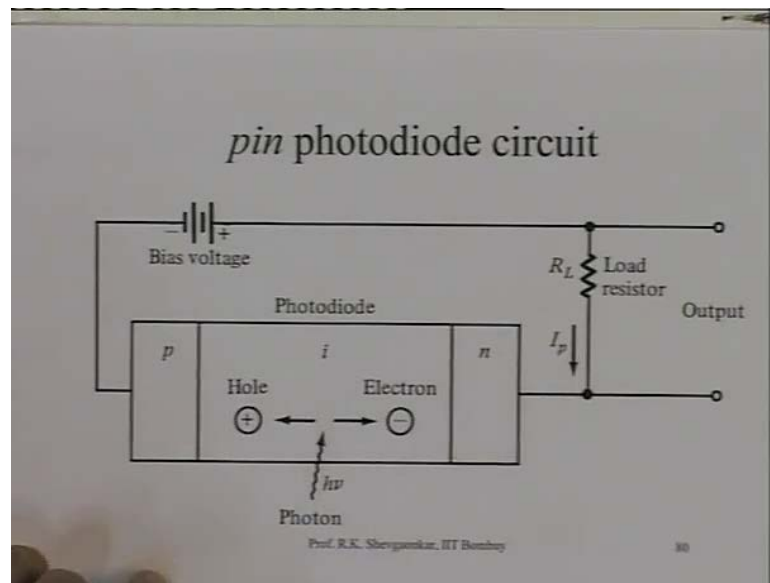 pin photodiode circuit
− +
Bias voltage
R_L Load
resistor
Output
Photodiode
I_p
p i n
Hole Electron
+ −
hν
Photon
Prof. R.K. Shevgaonkar, IIT Bombay 80